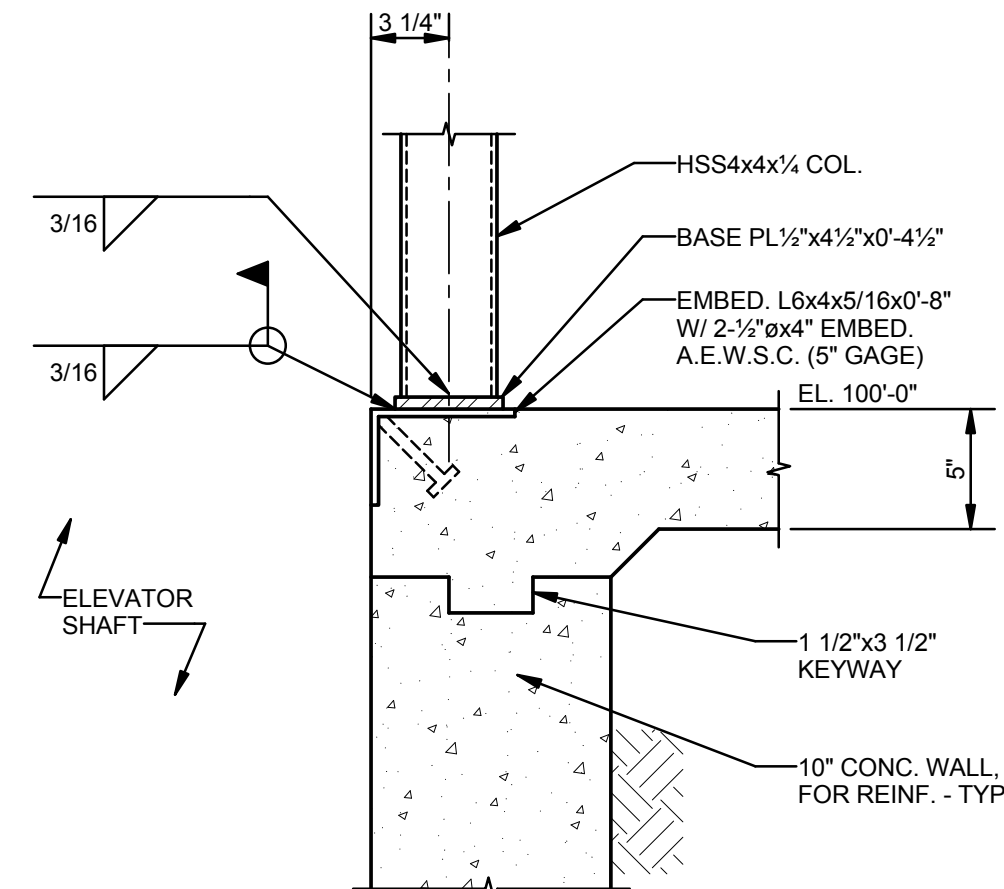 3 1/4"
HSS4x4x¼ COL.
3/16
BASE PL½"x4½"x0'-4½"
EMBED. L6x4x5/16x0'-8"
W/ 2-½"øx4" EMBED.
A.E.W.S.C. (5" GAGE)
3/16
EL. 100'-0"
5"
ELEVATOR
SHAFT
1 1/2"x3 1/2"
KEYWAY
10" CONC. WALL,
FOR REINF. - TYP